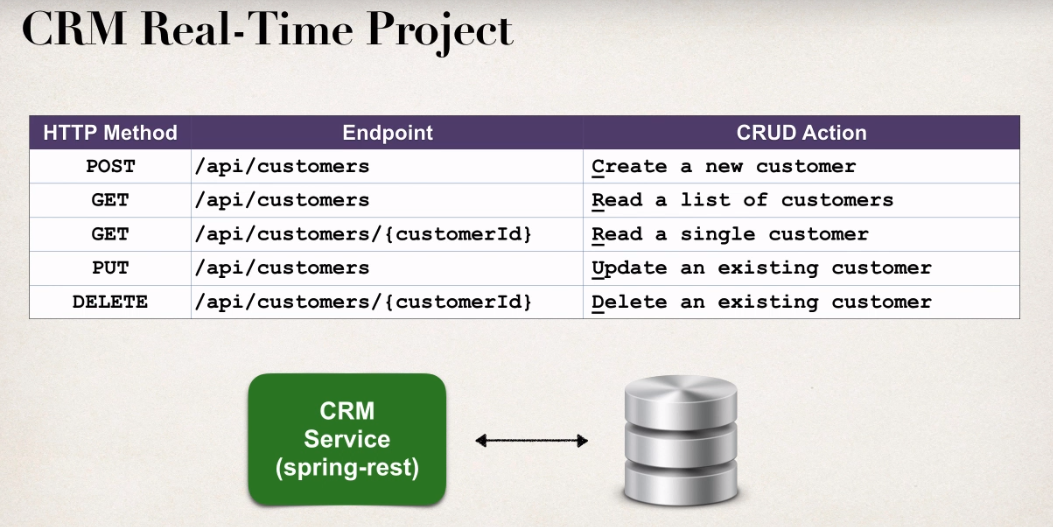 CRM Real-Time Project
HTTP Method Endpoint CRUD Action
POST /api/customers Create a new customer
GET /api/customers Read a list of customers
GET /api/customers/{customerId} Read a single customer
PUT /api/customers Update an existing customer
DELETE /api/customers/{customerId} Delete an existing customer
CRM
Service
(spring-rest)